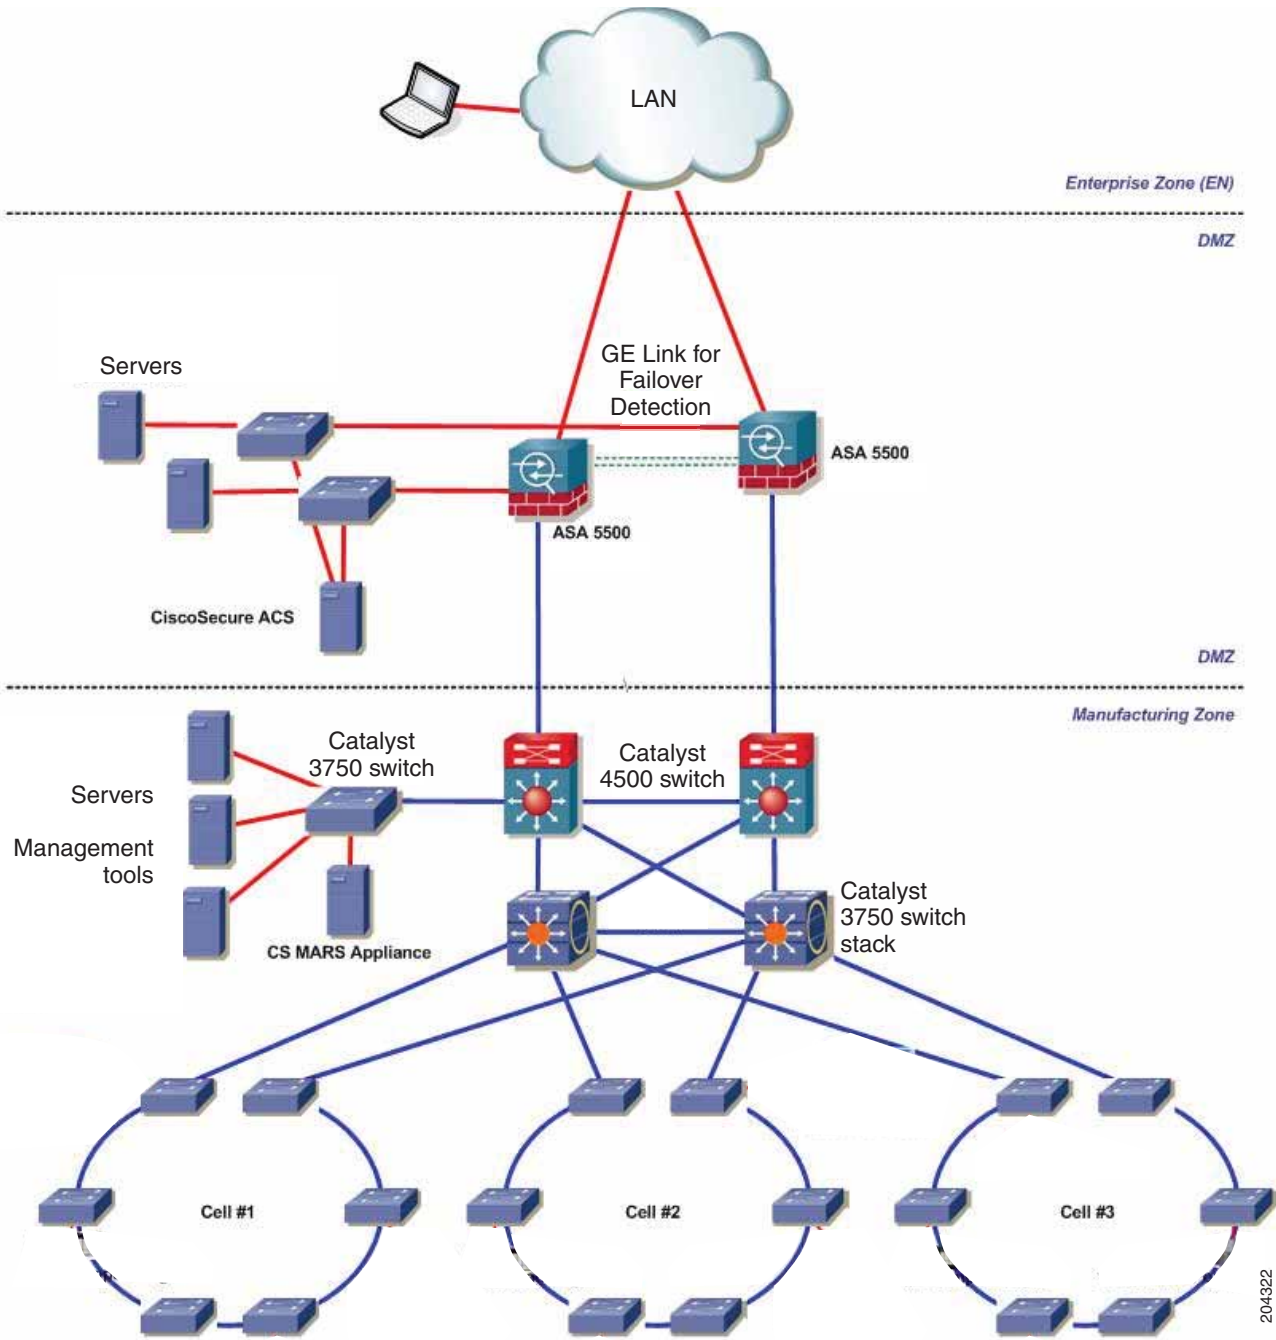 LAN
Enterprise Zone (EN)
DMZ
GE Link for
Failover
Detection
Servers
ASA 5500
ASA 5500
CiscoSecure ACS
DMZ
Manufacturing Zone
Catalyst
3750 switch
Catalyst
4500 switch
Servers
Management
tools
Catalyst
3750 switch
stack
CS MARS Appliance
Cell #1
Cell #2
Cell #3
204322